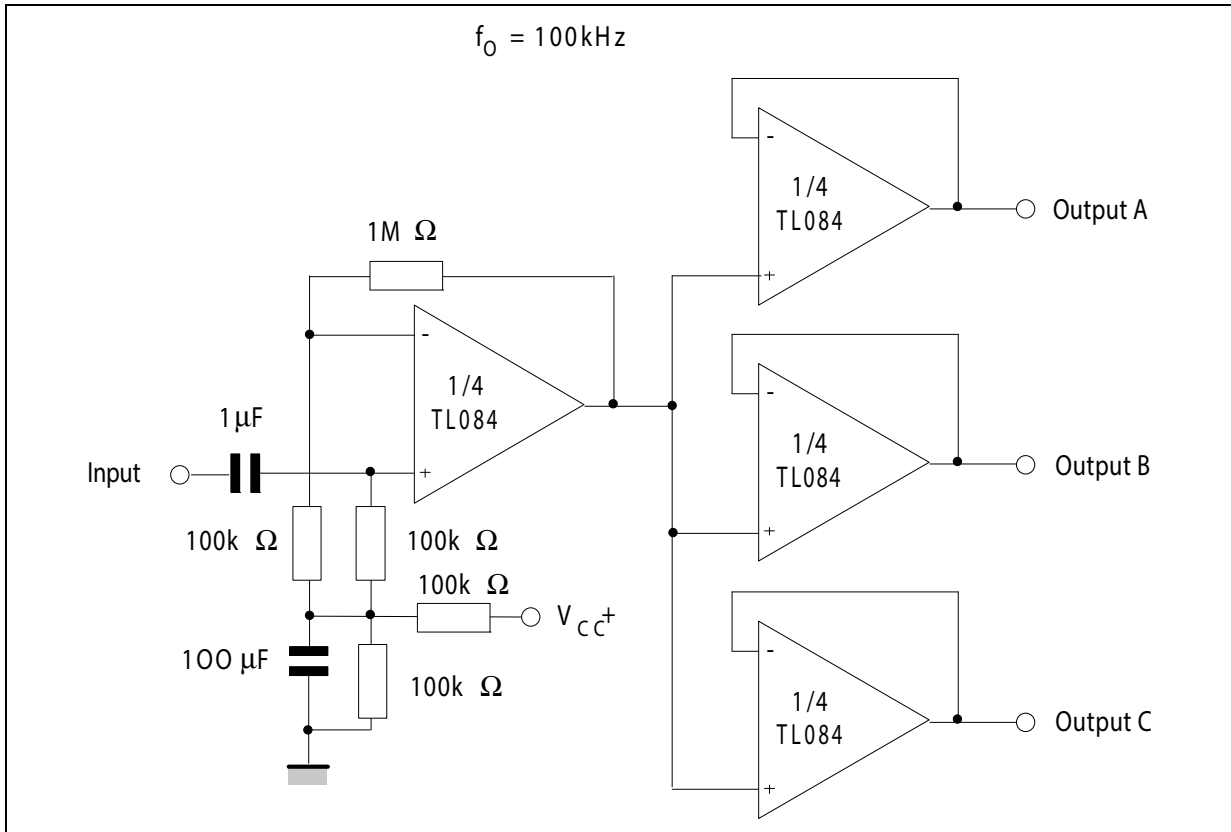 fO = 100kHz
-
1/4
TL084
+
Output A
1M Ω
-
1/4
TL084
+
1μF
Input
-
1/4
TL084
+
Output B
100k Ω
100k Ω
100k Ω
VCC+
100 μF
100k Ω
-
1/4
TL084
+
Output C